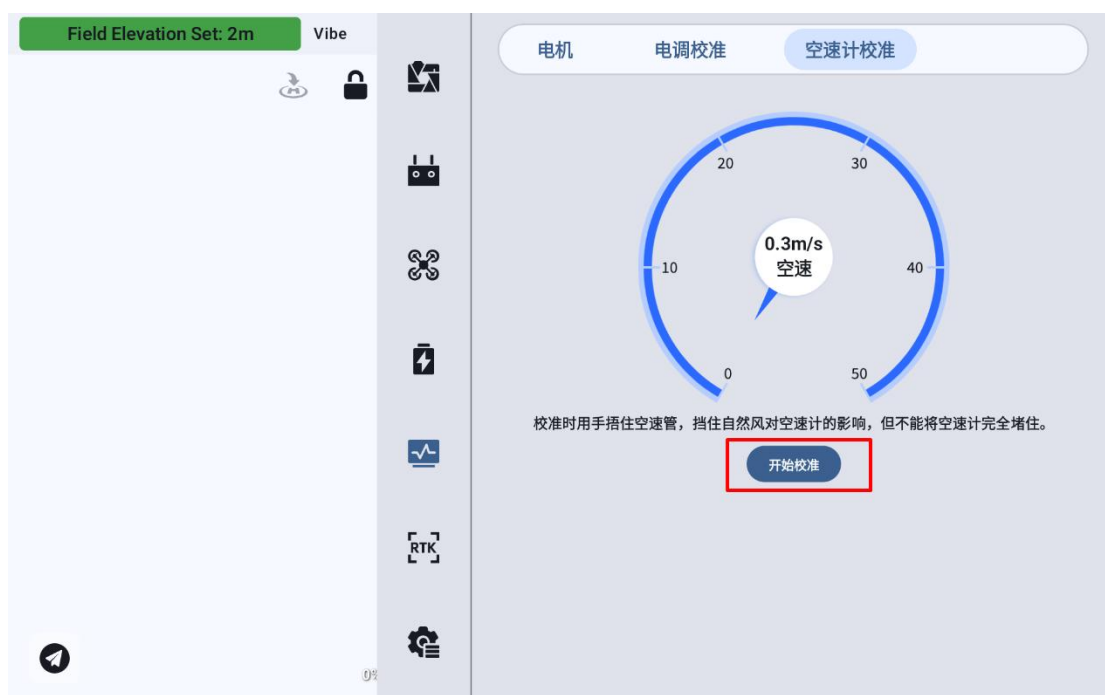 Field Elevation Set: 2m
Vibe
电机
电调校准
空速计校准
20
30
0.3m/s
空速
10
40
0
50
校准时用手捂住空速管，挡住自然风对空速计的影响，但不能将空速计完全堵住。
开始校准
RTK
0%